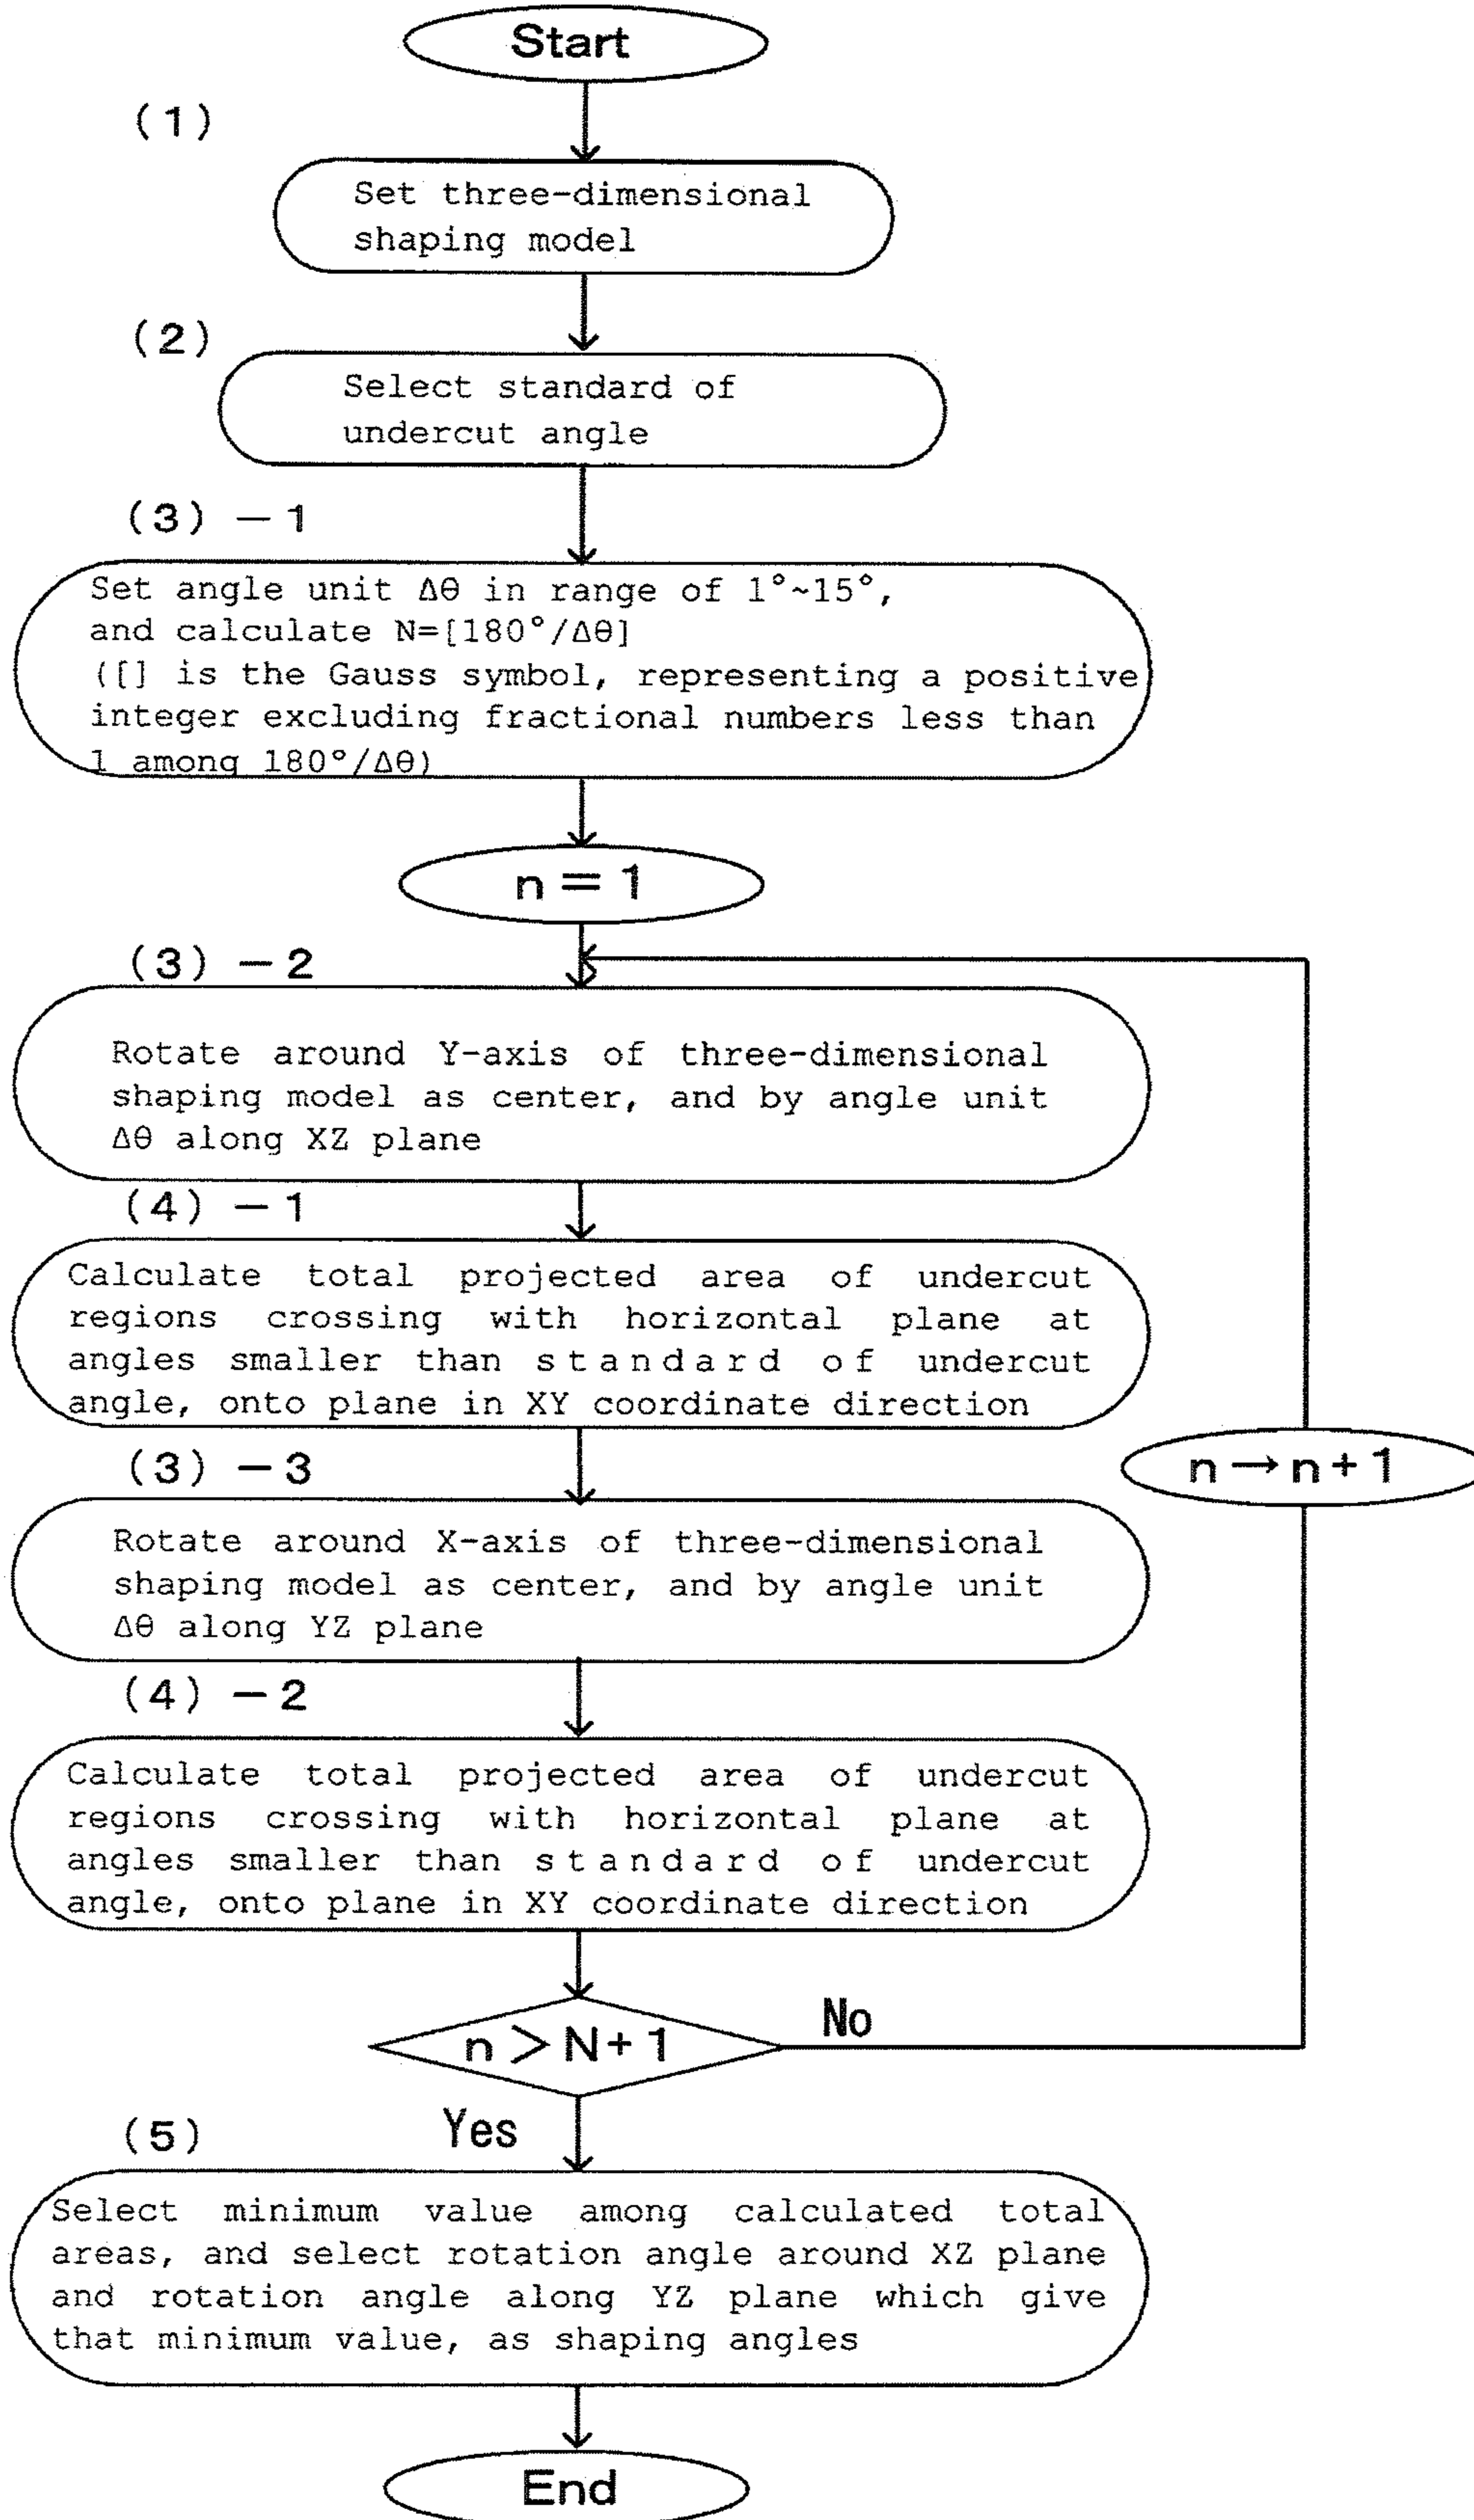 Start
(1)
Set three-dimensional
shaping model
(2)
Select standard of
undercut angle
(3)-1
Set angle unit Δθ in range of 1°~15°,
and calculate N=[180°/Δθ]
([] is the Gauss symbol, representing a positive
integer excluding fractional numbers less than
1 among 180°/Δθ)
n=1
(3)-2
Rotate around Y-axis of three-dimensional
shaping model as center, and by angle unit
Δθ along XZ plane
(4)-1
Calculate total projected area of undercut
regions crossing with horizontal plane at
angles smaller than standard of undercut
angle, onto plane in XY coordinate direction
(3)-3
n→n+1
Rotate around X-axis of three-dimensional
shaping model as center, and by angle unit
Δθ along YZ plane
(4)-2
Calculate total projected area of undercut
regions crossing with horizontal plane at
angles smaller than standard of undercut
angle, onto plane in XY coordinate direction
No
n>N+1
Yes
(5)
Select minimum value among calculated total
areas, and select rotation angle around XZ plane
and rotation angle along YZ plane which give
that minimum value, as shaping angles
End